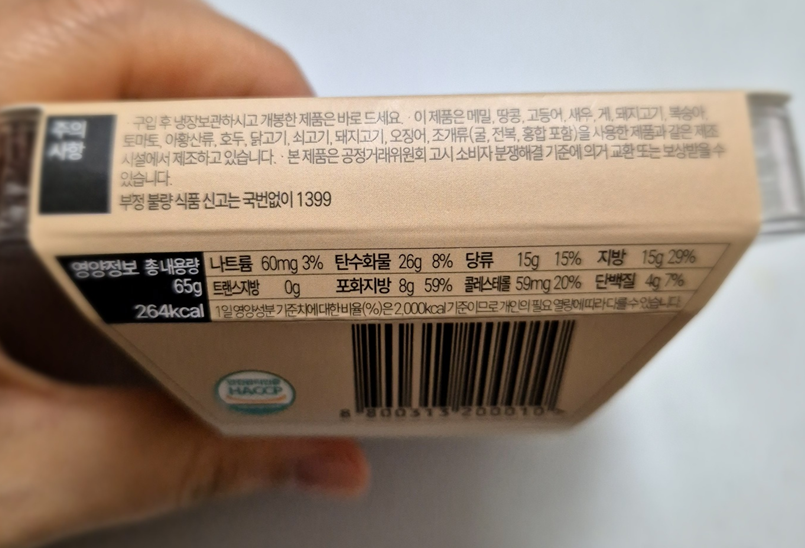 주의
사항
구입 후 냉장보관하시고 개봉한 제품은 바로 드세요. · 이 제품은 메밀, 땅콩, 고등어, 새우, 게, 돼지고기, 복숭아,
토마토, 아황산류, 호두, 닭고기, 쇠고기, 돼지고기, 오징어, 조개류(굴, 전복, 홍합 포함)을 사용한 제품과 같은 제조
시설에서 제조하고 있습니다. · 본 제품은 공정거래위원회 고시 소비자 분쟁해결 기준에 의거 교환 또는 보상받을 수
있습니다.
부정 불량 식품 신고는 국번없이 1399
영양정보 총 내용량
65g
264kcal
나트륨 60mg 3% 탄수화물 26g 8% 당류 15g 15% 지방 15g 29%
트랜스지방 0g 포화지방 8g 59% 콜레스테롤 59mg 20% 단백질 4g 7%
1일 영양성분 기준치에 대한 비율(%)은 2,000kcal 기준이므로 개인의 필요 열량에 따라 다를 수 있습니다.
HACCP
8 800313 200010